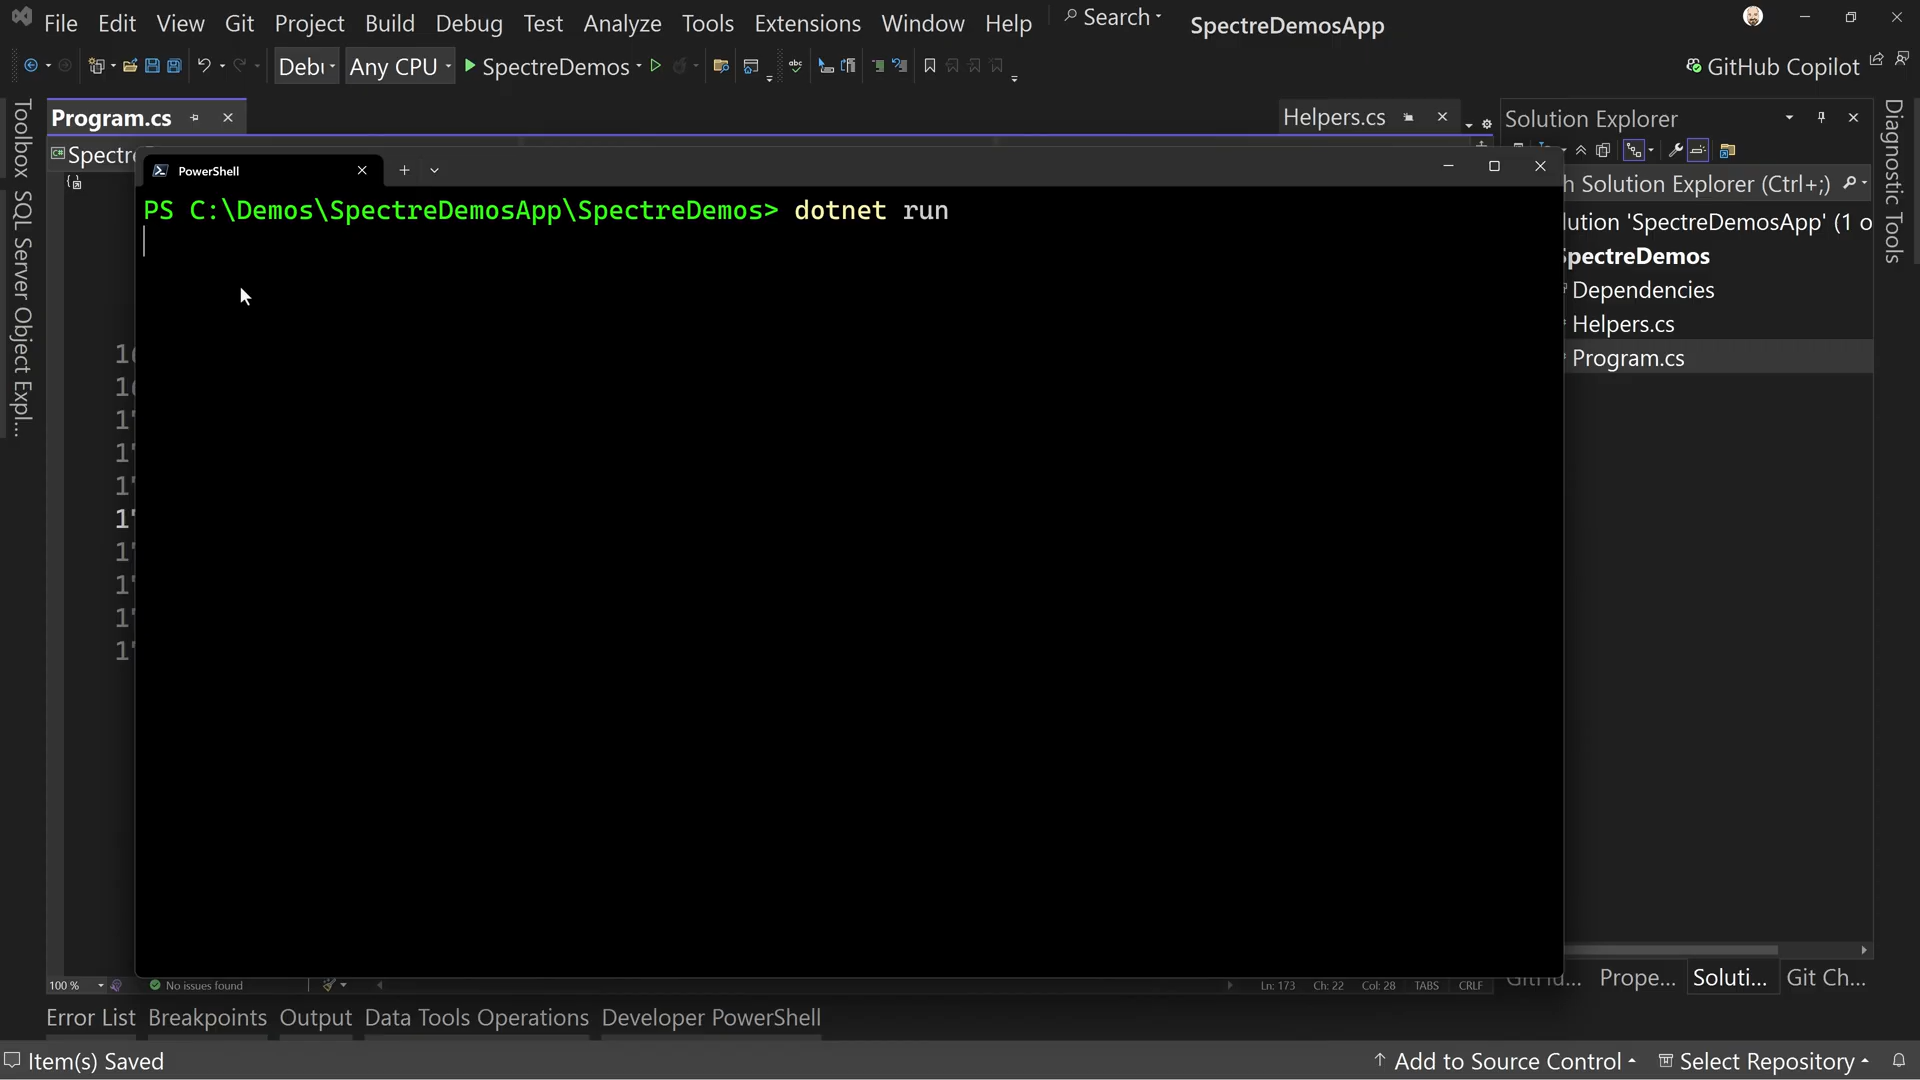 File Edit View Git Project Build Debug Test Analyze Tools Extensions Window Help Search SpectreDemosApp
Any CPU SpectreDemos GitHub Copilot
Program.cs
Helpers.cs
Solution Explorer
PowerShell
PS C:\Demos\SpectreDemosApp\SpectreDemos> dotnet run
Toolbox
SQL Server Object Expl...
Solution Explorer (Ctrl+;)
'SpectreDemosApp' (1 o
Dependencies
Helpers.cs
Program.cs
Diagnostic Tools
100 % No issues found Ln: 173 Ch: 22 Col: 28 TABS CRLF
Prope... Soluti... Git Ch...
Error List Breakpoints Output Data Tools Operations Developer PowerShell
Item(s) Saved Add to Source Control Select Repository